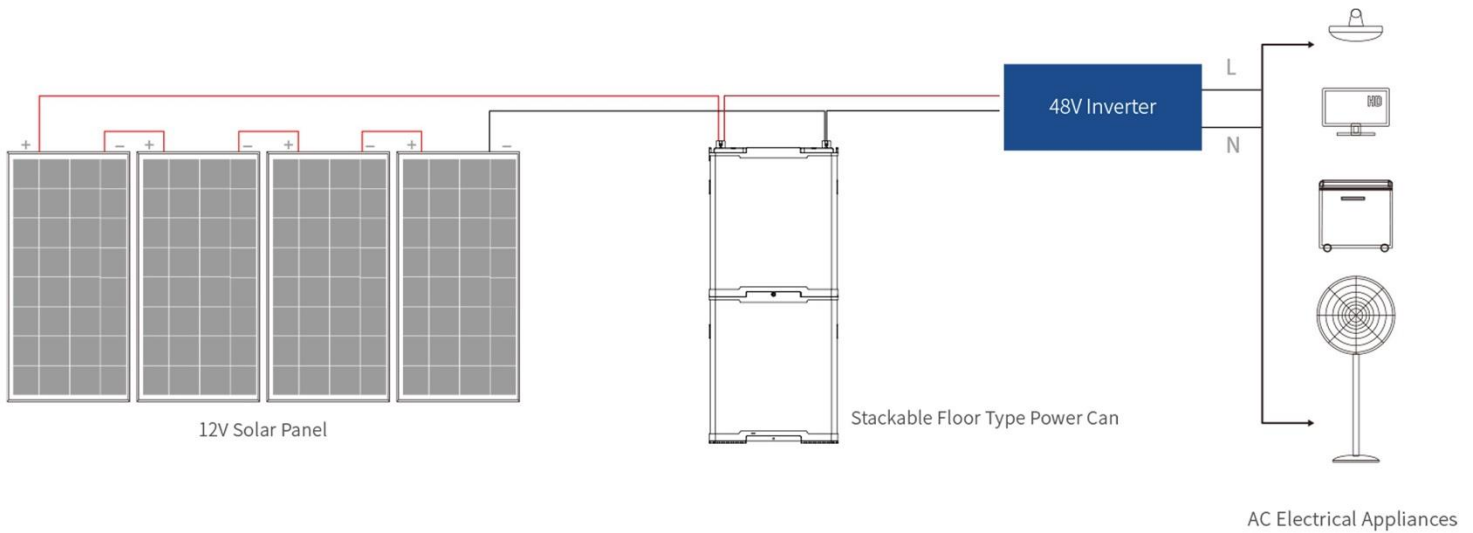 L
48V Inverter
HD
N
+ − + − + − + −
12V Solar Panel
Stackable Floor Type Power Can
AC Electrical Appliances